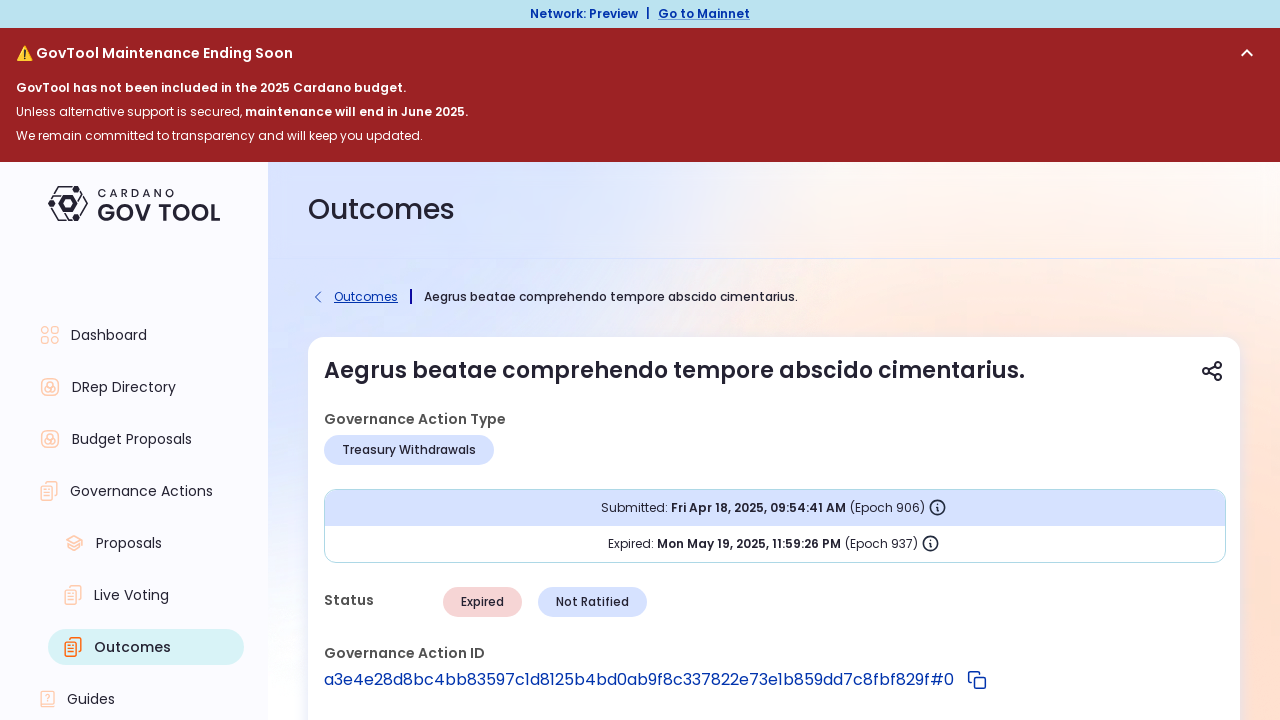 Network: Preview | Go to Mainnet
⚠️ GovTool Maintenance Ending Soon
GovTool has not been included in the 2025 Cardano budget.
Unless alternative support is secured, maintenance will end in June 2025.
We remain committed to transparency and will keep you updated.
CARDANO
GOV TOOL
Dashboard
DRep Directory
Budget Proposals
Governance Actions
Proposals
Live Voting
Outcomes
Guides
Outcomes
Outcomes | Aegrus beatae comprehendo tempore abscido cimentarius.
Aegrus beatae comprehendo tempore abscido cimentarius.
Governance Action Type
Treasury Withdrawals
Submitted: Fri Apr 18, 2025, 09:54:41 AM (Epoch 906)
Expired: Mon May 19, 2025, 11:59:26 PM (Epoch 937)
Status Expired Not Ratified
Governance Action ID
a3e4e28d8bc4bb83597c1d8125b4bd0ab9f8c337822e73e1b859dd7c8fbf829f#0